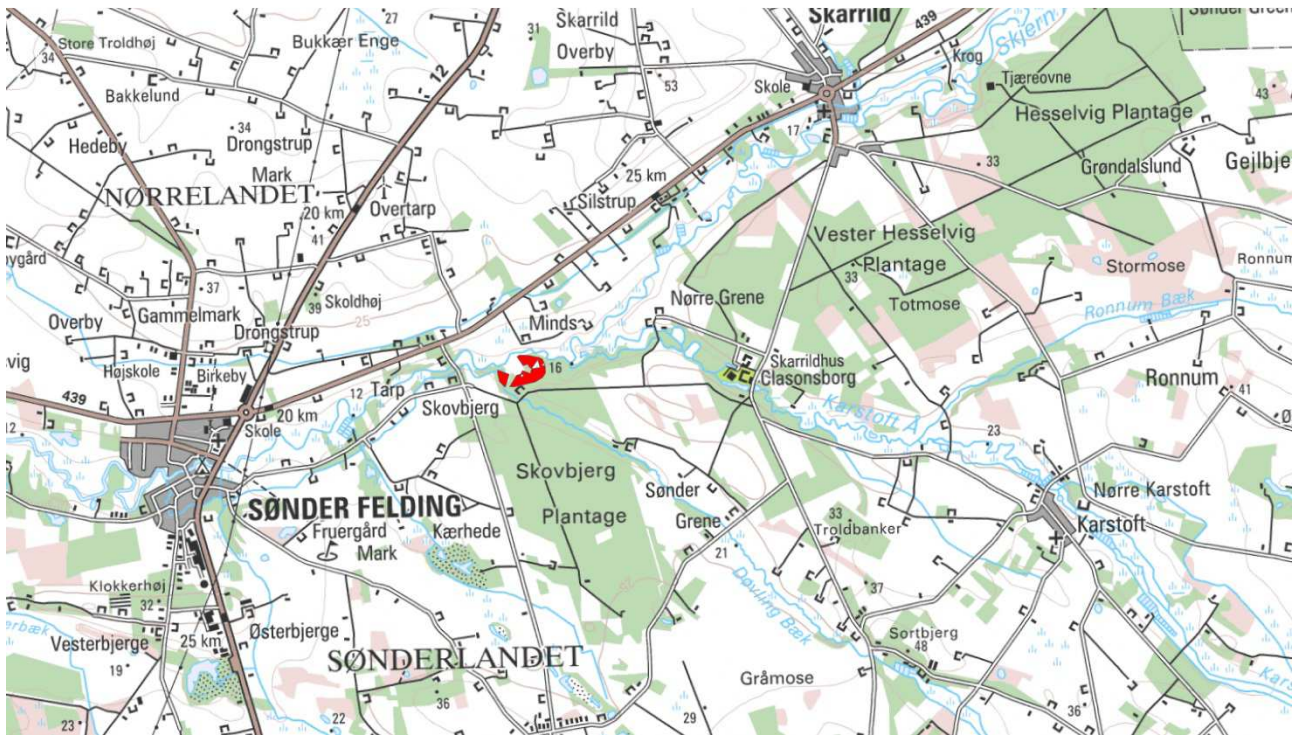 Store Troldhøj
34
34
Bukkær Enge
27
12
31
Skarrild
Overby
53
Skarrild
439
Skjern
Krog
Skole
17
Tjæreovne
Hesselvig Plantage
43
Bakkelund
Hedeby
34
Drongstrup
Mark
NØRRELANDET
20 km
41
Overtarp
25 km
Silstrup
33
Grøndalslund
Gejlbje
Vester Hesselvig
33
Plantage
Totmose
Stormose
Ronnum
Ronnum Bæk
37
Gammelmark
39
Skoldhøj
25
Overby
Drongstrup
Højskole
Birkeby
Minds
Nørre Grene
16
Skarrildhus
Clasonsborg
Ronnum
41
439
20 km
Skole
12
Tarp
Skovbjerg
Karstoft Å
23
Skovbjerg
Plantage
Sønder
Grene
21
33
Troldbanker
Nørre Karstoft
Karstoft
SØNDER FELDING
Fruergård
Mark
Kærhede
Døvling Bæk
37
Klokkerhøj
32
25 km
Vesterbjerge
19
Østerbjerge
SØNDERLANDET
Sortbjerg
48
Gråmose
36
29
36
22
23